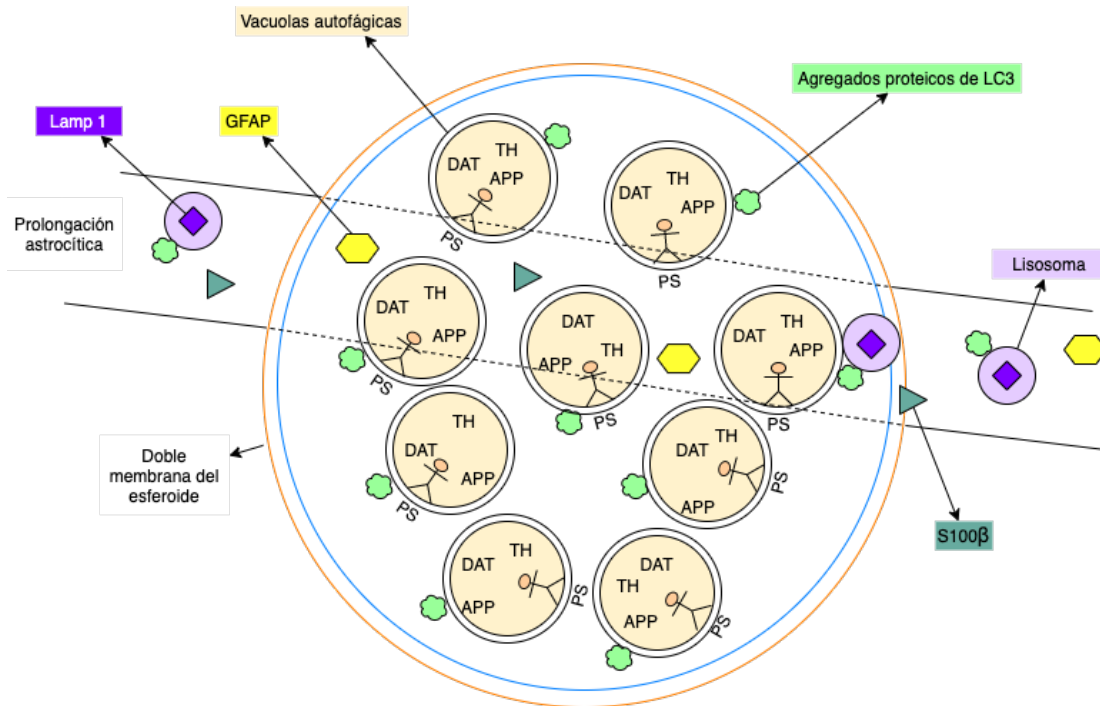 Vacuolas autofágicas
Agregados proteicos de LC3
Lamp 1
GFAP
Prolongación
astrocítica
Lisosoma
Doble
membrana del
esferoide
S100β
DAT
TH
APP
PS
DAT
TH
APP
PS
DAT
TH
APP
PS
DAT
TH
APP
PS
DAT
TH
APP
PS
TH
DAT
APP
PS
TH
DAT
APP
PS
TH
DAT
APP
PS
DAT
TH
APP
PS